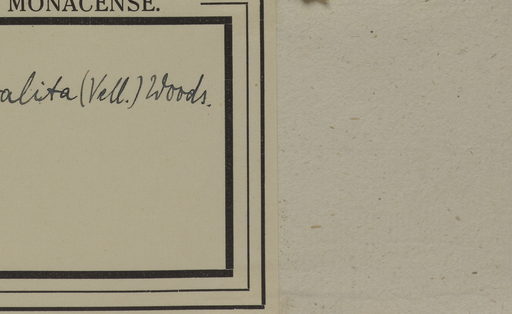 MONACENSE.
alita (Vell.) Woods.